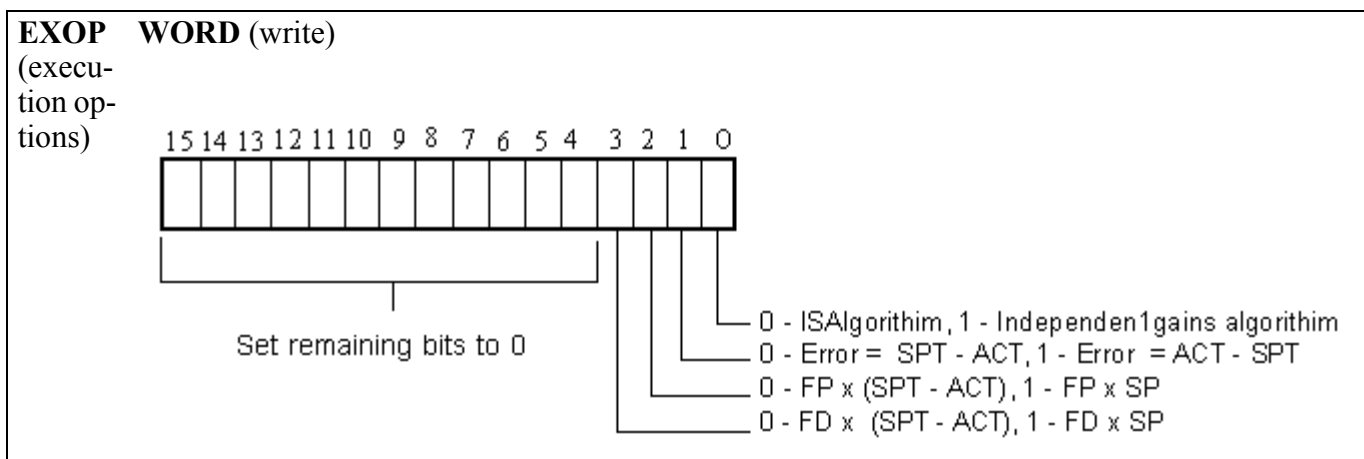 EXOP WORD (write)
(execu-
tion op-
tions)
15 14 13 12 11 10 9 8 7 6 5 4 3 2 1 0
0 - ISAlgorithim, 1 - Independen1gains algorithim
Set remaining bits to 0
0 - Error = SPT - ACT, 1 - Error = ACT - SPT
0 - FP x (SPT - ACT), 1 - FP x SP
0 - FD x (SPT - ACT), 1 - FD x SP